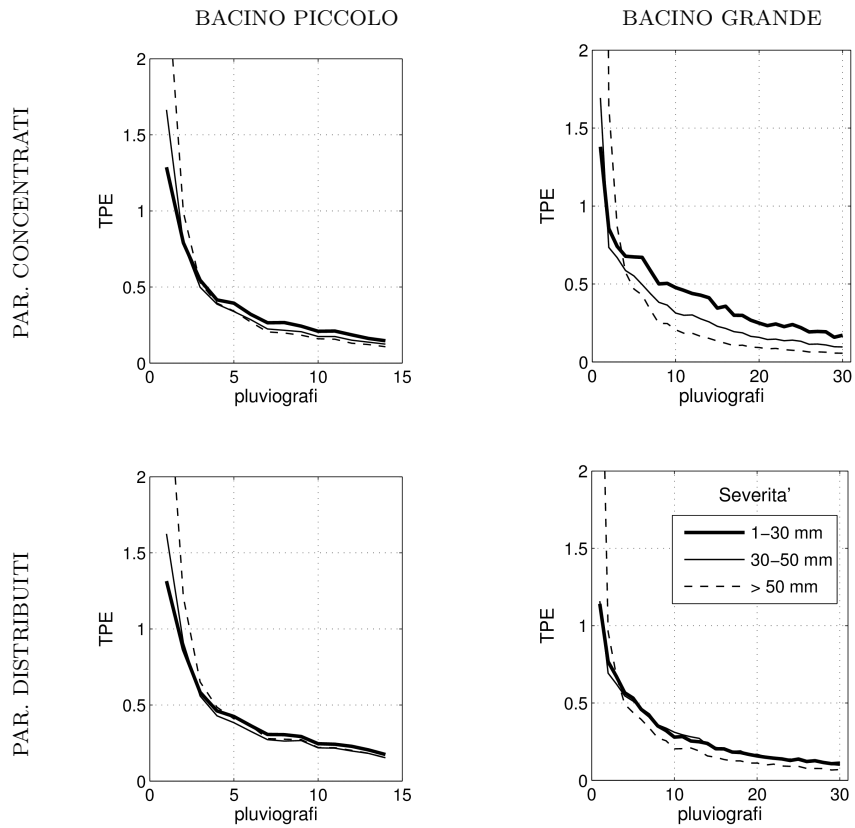 BACINO PICCOLO
BACINO GRANDE
PAR. CONCENTRATI
2
1.5
1
0.5
0
TPE
0 5 10 15
pluviografi
2
1.5
1
0.5
0
TPE
0 10 20 30
pluviografi
PAR. DISTRIBUITI
2
1.5
1
0.5
0
TPE
0 5 10 15
pluviografi
2
1.5
1
0.5
0
TPE
0 10 20 30
pluviografi
Severita'
1–30 mm
30–50 mm
> 50 mm